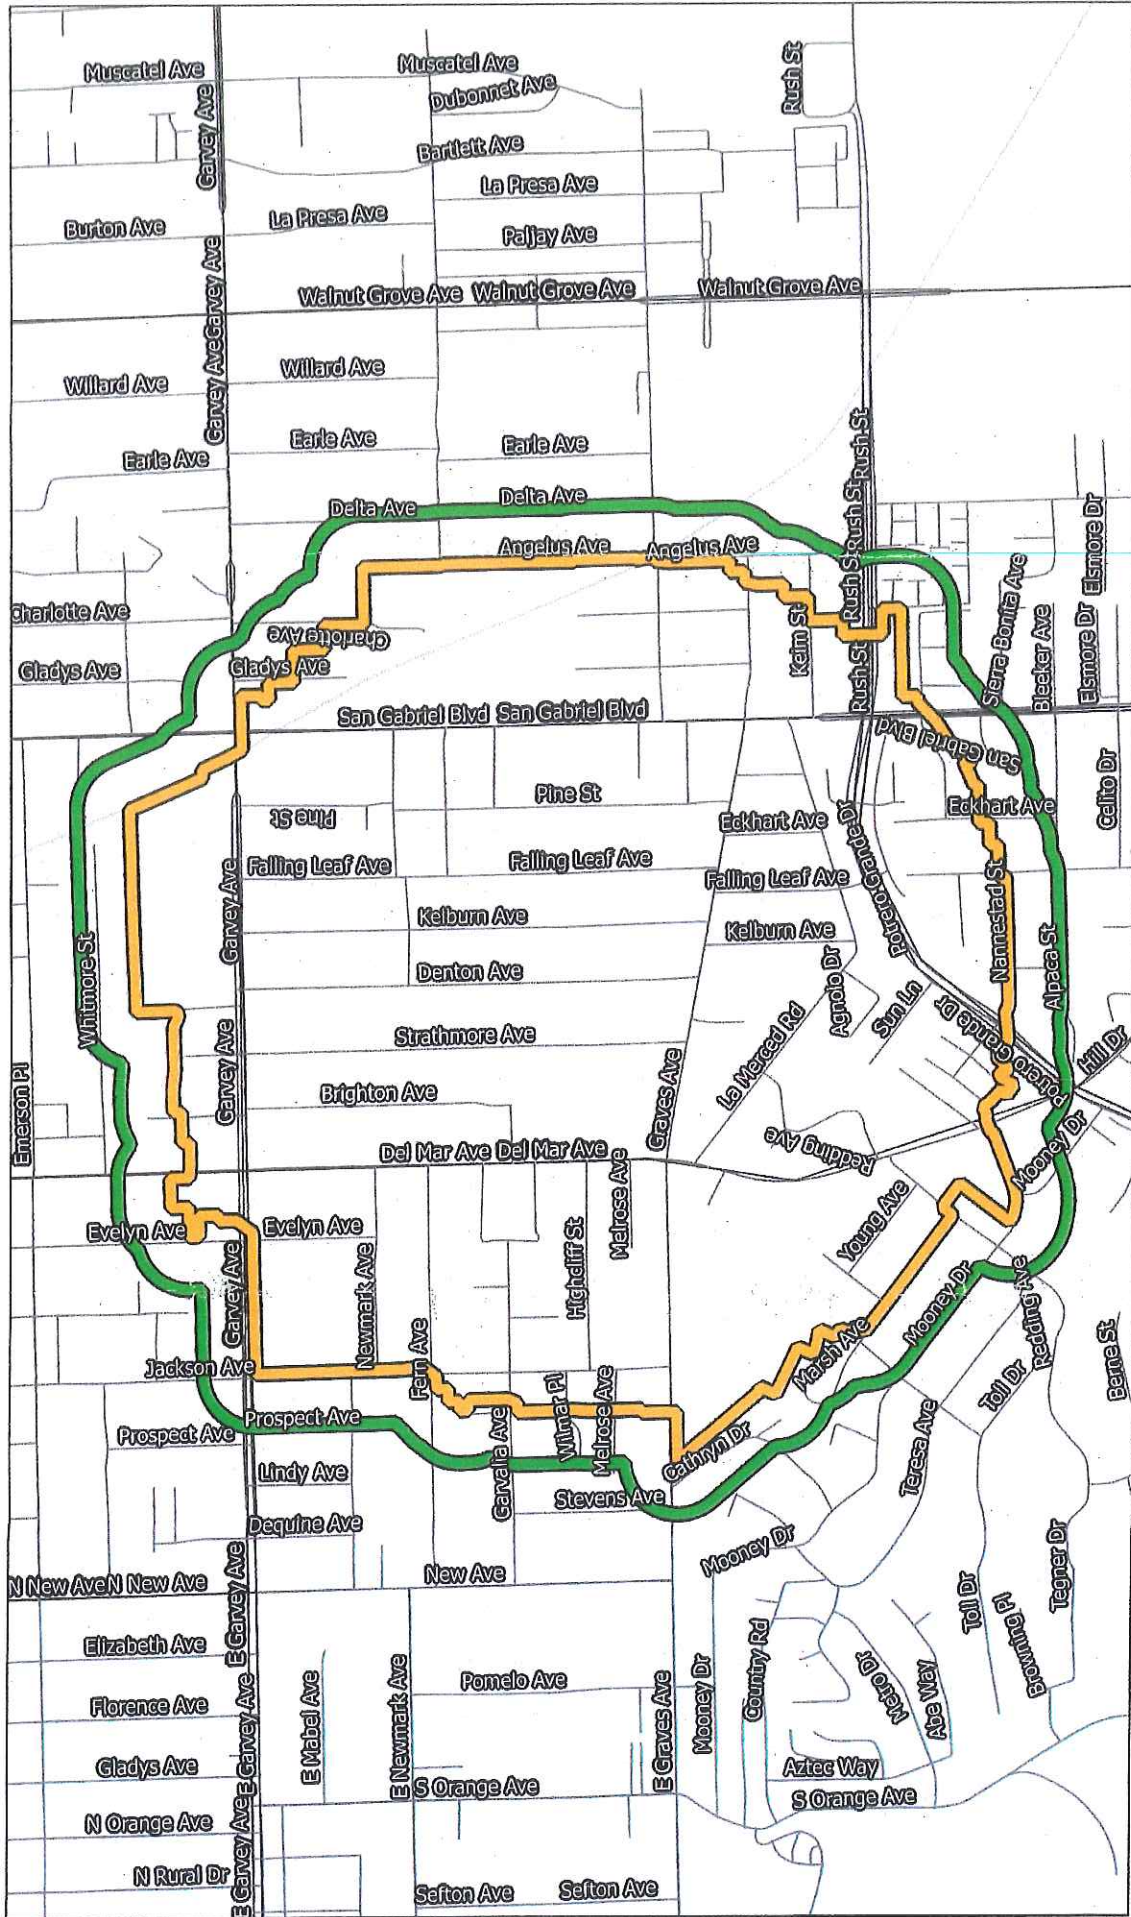 Muscatel Ave
Muscatel Ave
Rush St
Dubonnet Ave
Garvey Ave
Bartlett Ave
La Presa Ave
La Presa Ave
Burton Ave
Paljay Ave
Garvey Ave
Garvey Ave
Walnut Grove Ave
Walnut Grove Ave
Walnut Grove Ave
Willard Ave
Willard Ave
Earle Ave
Earle Ave
Earle Ave
Rush St
Rush St
Rush St
Rush St
Delta Ave
Delta Ave
Elsmore Dr
Angelus Ave
Angelus Ave
Charlotte Ave
Charlotte Ave
Sierra Bonita Ave
Keim St
Bleeker Ave
Elsmore Dr
Gladys Ave
Gladys Ave
Rush St
San Gabriel Blvd
San Gabriel Blvd
San Gabriel Blvd
Pine St
Pine St
Eckhart Ave
Eckhart Ave
Celito Dr
Potrero Grande Dr
Falling Leaf Ave
Falling Leaf Ave
Falling Leaf Ave
Garvey Ave
Kelburn Ave
Kelburn Ave
Nannestad St
Whitmore St
Denton Ave
Agnolo Dr
Alpaca St
Sun Ln
Strathmore Ave
Potrero Grande Dr
La Merced Rd
Hill Dr
Garvey Ave
Brighton Ave
Graves Ave
Emerson Pl
Del Mar Ave
Del Mar Ave
Redding Ave
Mooney Dr
Melrose Ave
Evelyn Ave
Evelyn Ave
Young Ave
Highcliff St
Garvey Ave
Newmark Ave
Mooney Dr
Redding Ave
Fern Ave
Marsh Ave
Berne St
Jackson Ave
Toll Dr
Wilmar Pl
Melrose Ave
Prospect Ave
Prospect Ave
Cathryn Dr
Teresa Ave
Garvalia Ave
Lindy Ave
Stevens Ave
Dequine Ave
Mooney Dr
N New Ave
N New Ave
New Ave
Tegner Dr
E Garvey Ave
Toll Dr
Browning Pl
Elizabeth Ave
Country Rd
Metro Dr
Abe Way
E Garvey Ave
Florence Ave
E Mabel Ave
E Newmark Ave
Pomelo Ave
E Graves Ave
Mooney Dr
Gladys Ave
Aztec Way
S Orange Ave
S Orange Ave
N Orange Ave
E Garvey Ave
N Rural Dr
Sefton Ave
Sefton Ave